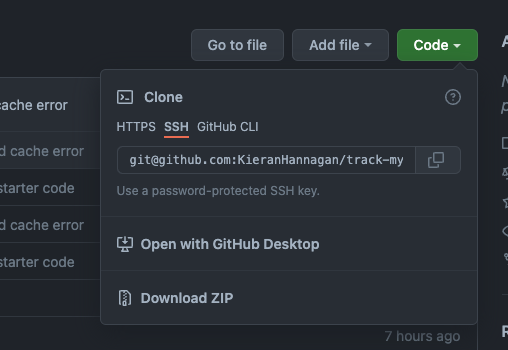 Go to file
Add file
Code
cache error
Clone
HTTPS SSH GitHub CLI
d cache error
git@github.com:KieranHannagan/track-my
starter code
Use a password-protected SSH key.
d cache error
Open with GitHub Desktop
starter code
Download ZIP
7 hours ago